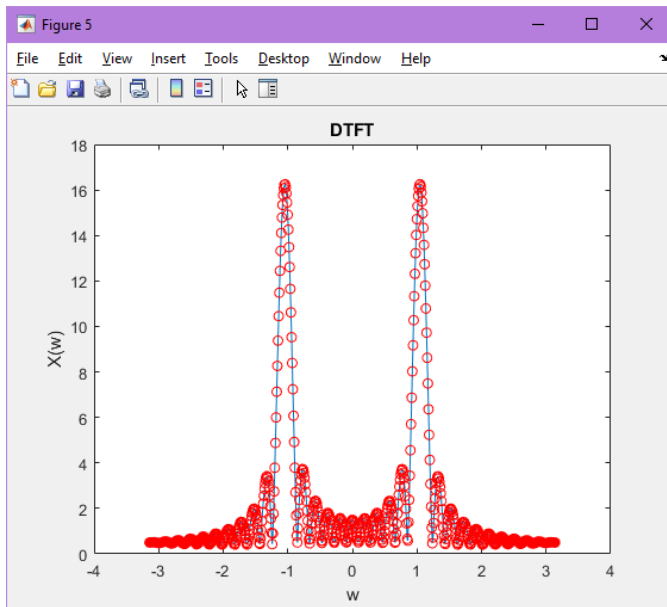 Figure 5
File Edit View Insert Tools Desktop Window Help
DTFT
18
16
14
12
10
8
6
4
2
0
X(w)
-4 -3 -2 -1 0 1 2 3 4
w